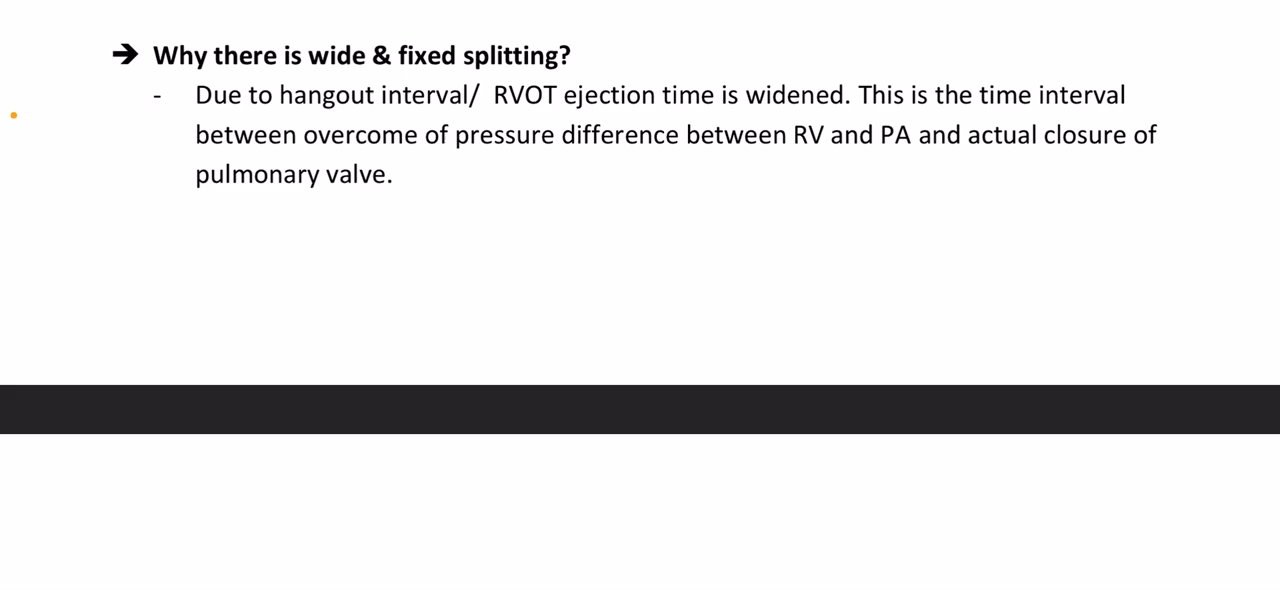 ➔ Why there is wide & fixed splitting?
- Due to hangout interval/ RVOT ejection time is widened. This is the time interval
between overcome of pressure difference between RV and PA and actual closure of
pulmonary valve.